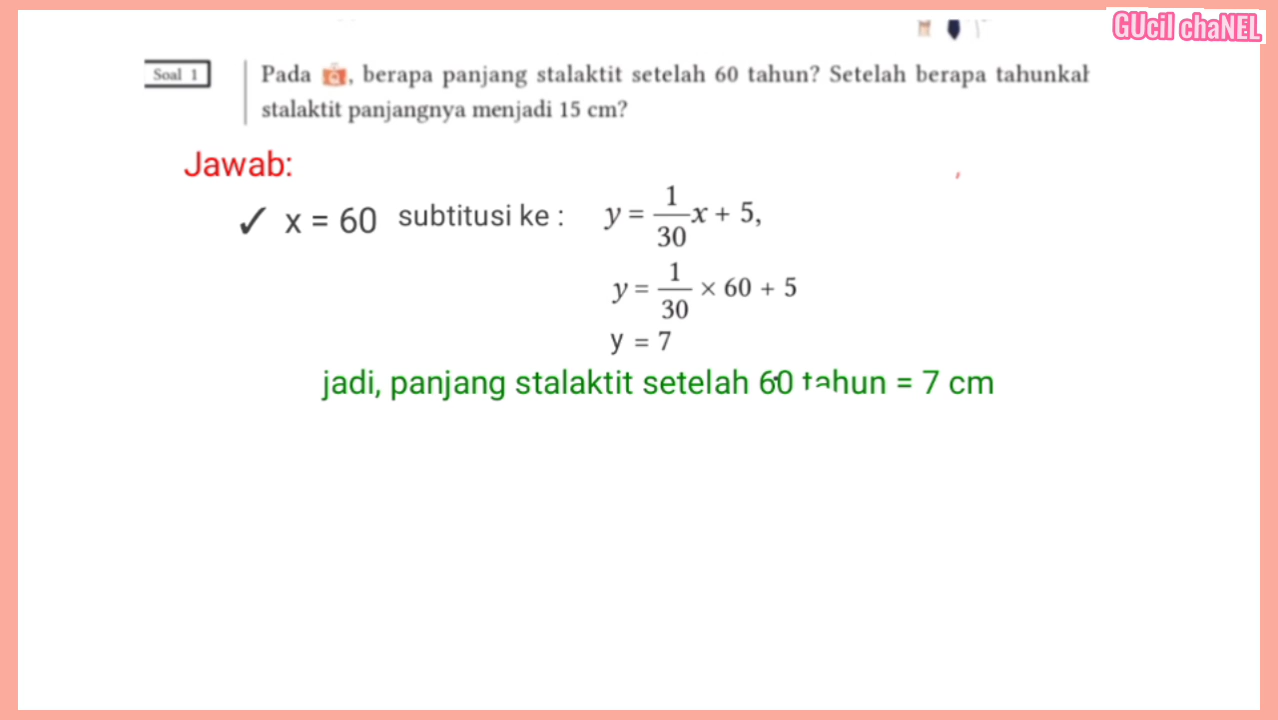 GUcil chaNEL
Soal 1
Pada, berapa panjang stalaktit setelah 60 tahun? Setelah berapa tahunkah
stalaktit panjangnya menjadi 15 cm?
Jawab:
✓ x = 60 subtitusi ke : y = 1/30 x + 5,
y = 1/30 × 60 + 5
y = 7
jadi, panjang stalaktit setelah 60 tahun = 7 cm